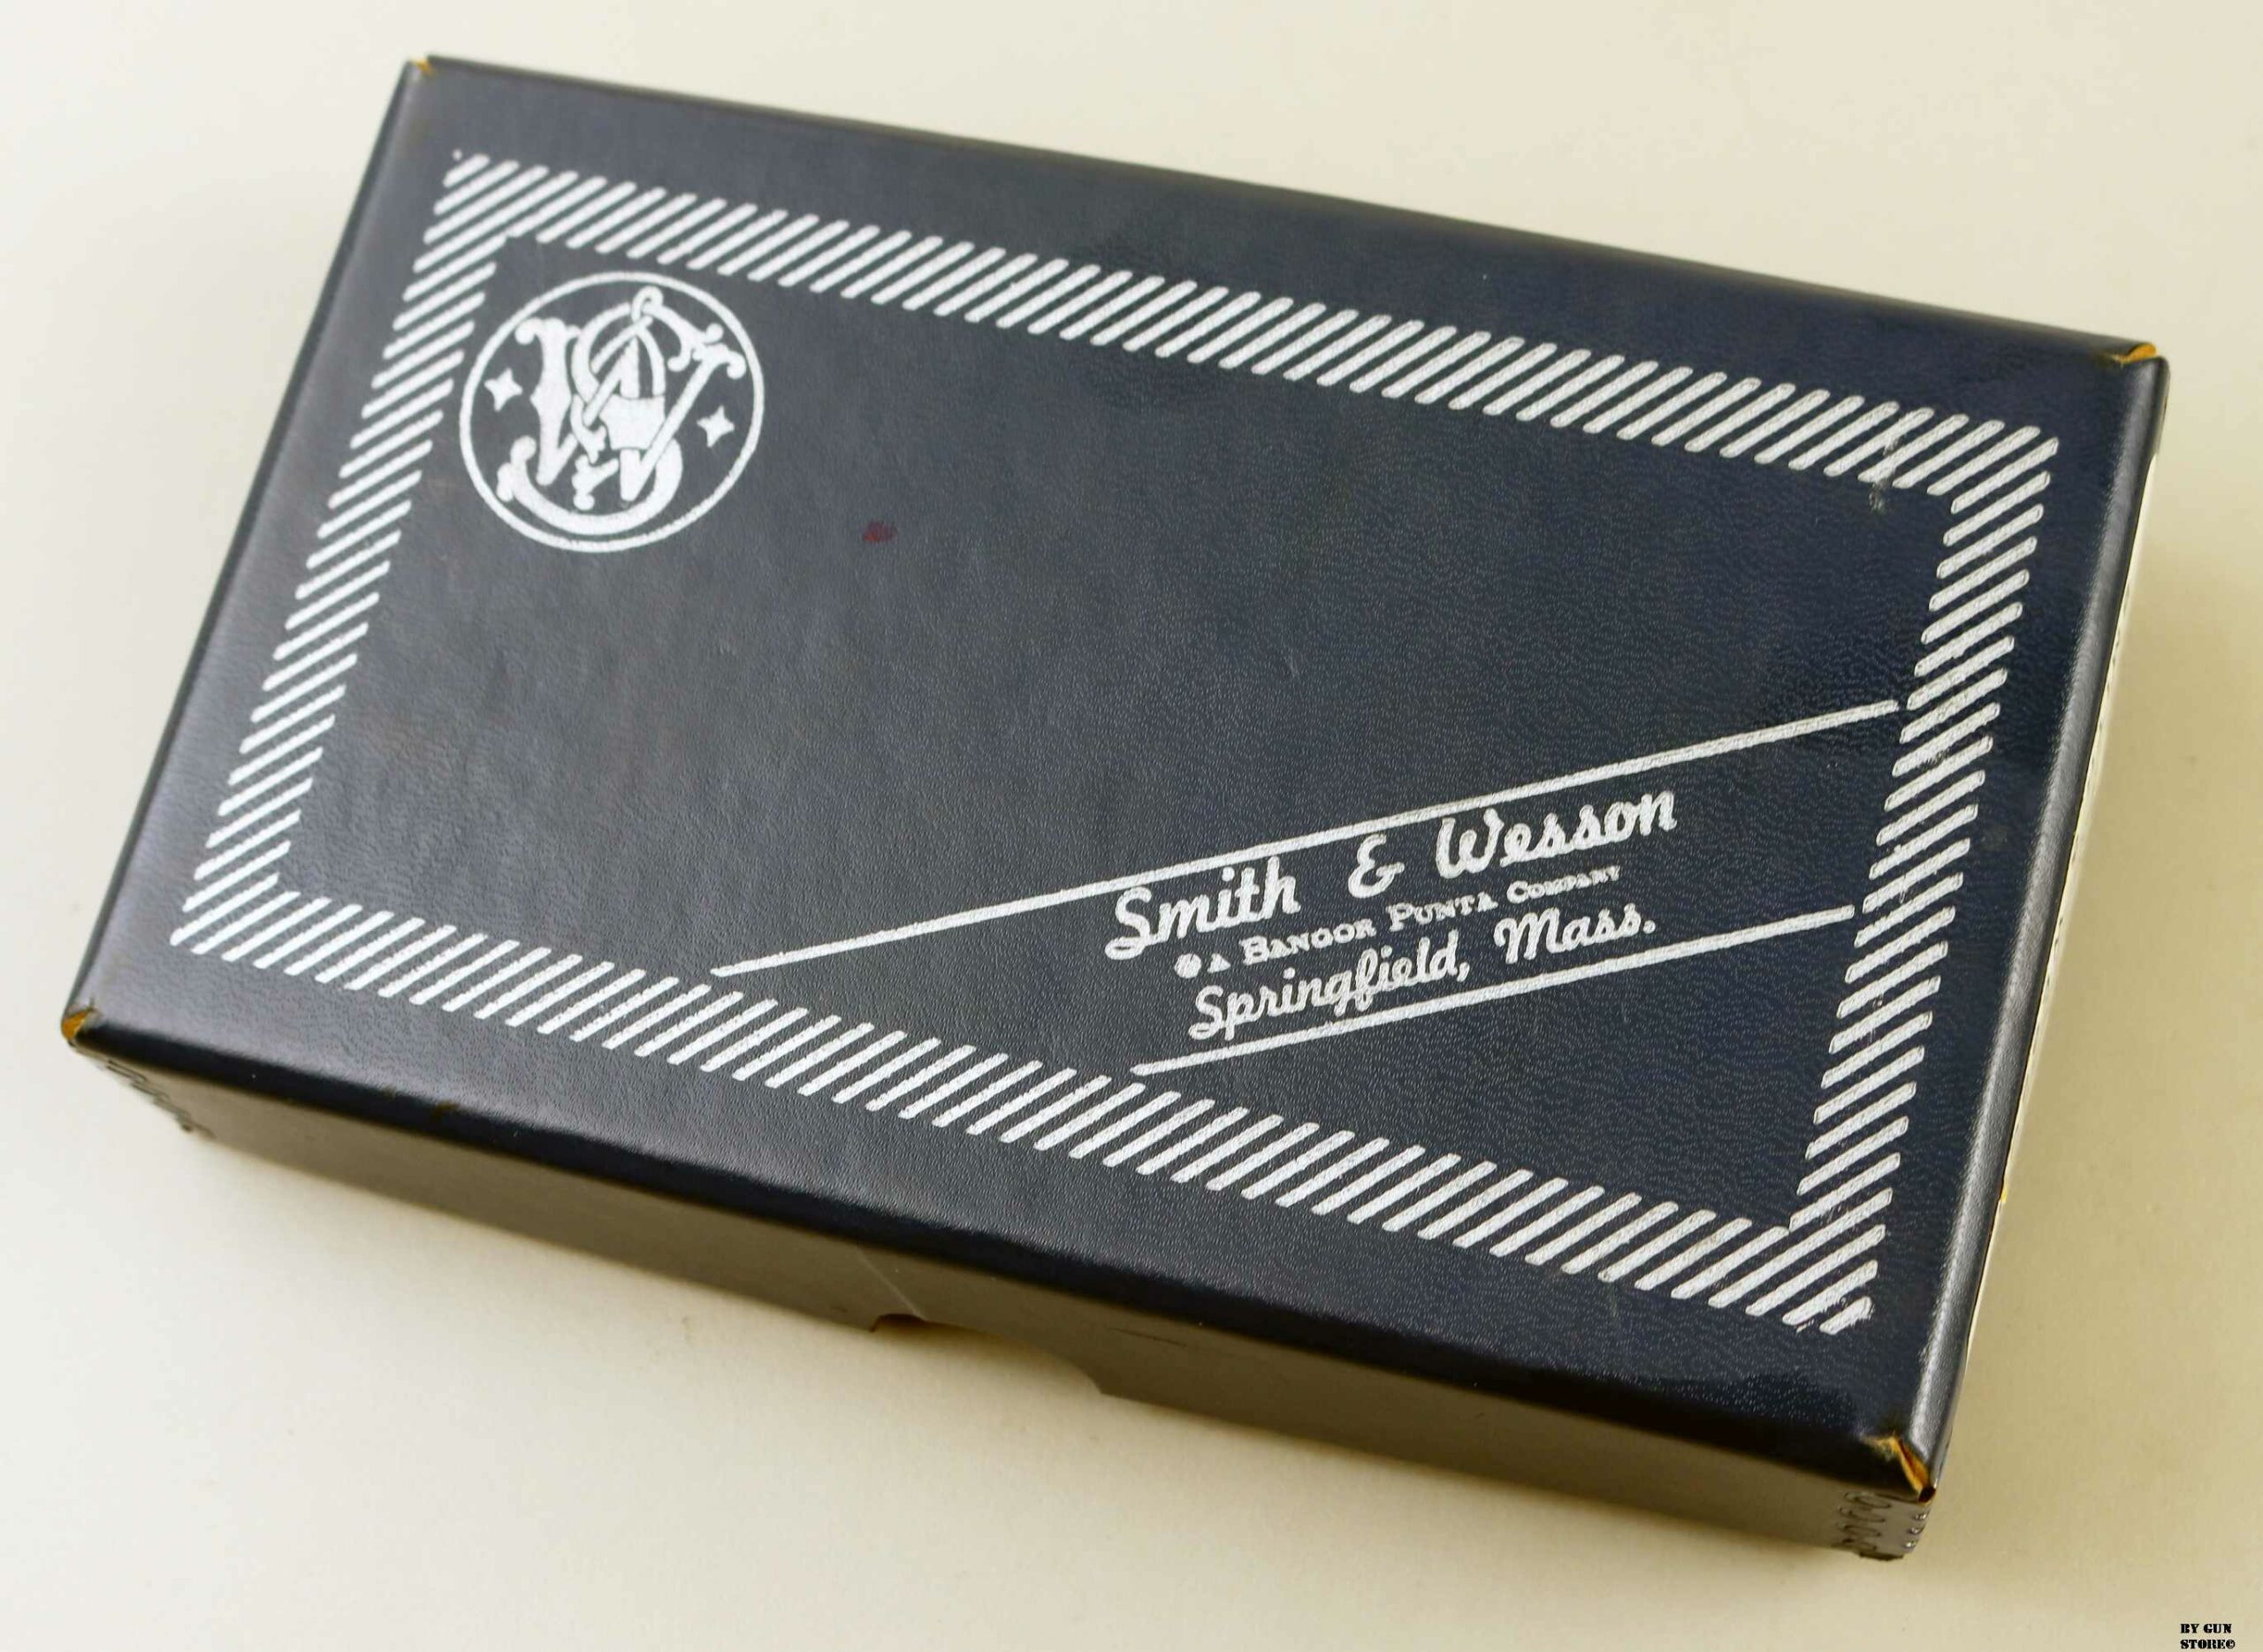 Smith & Wesson
A BANGOR PUNTA COMPANY
Springfield, Mass.
BY GUN
STORE©